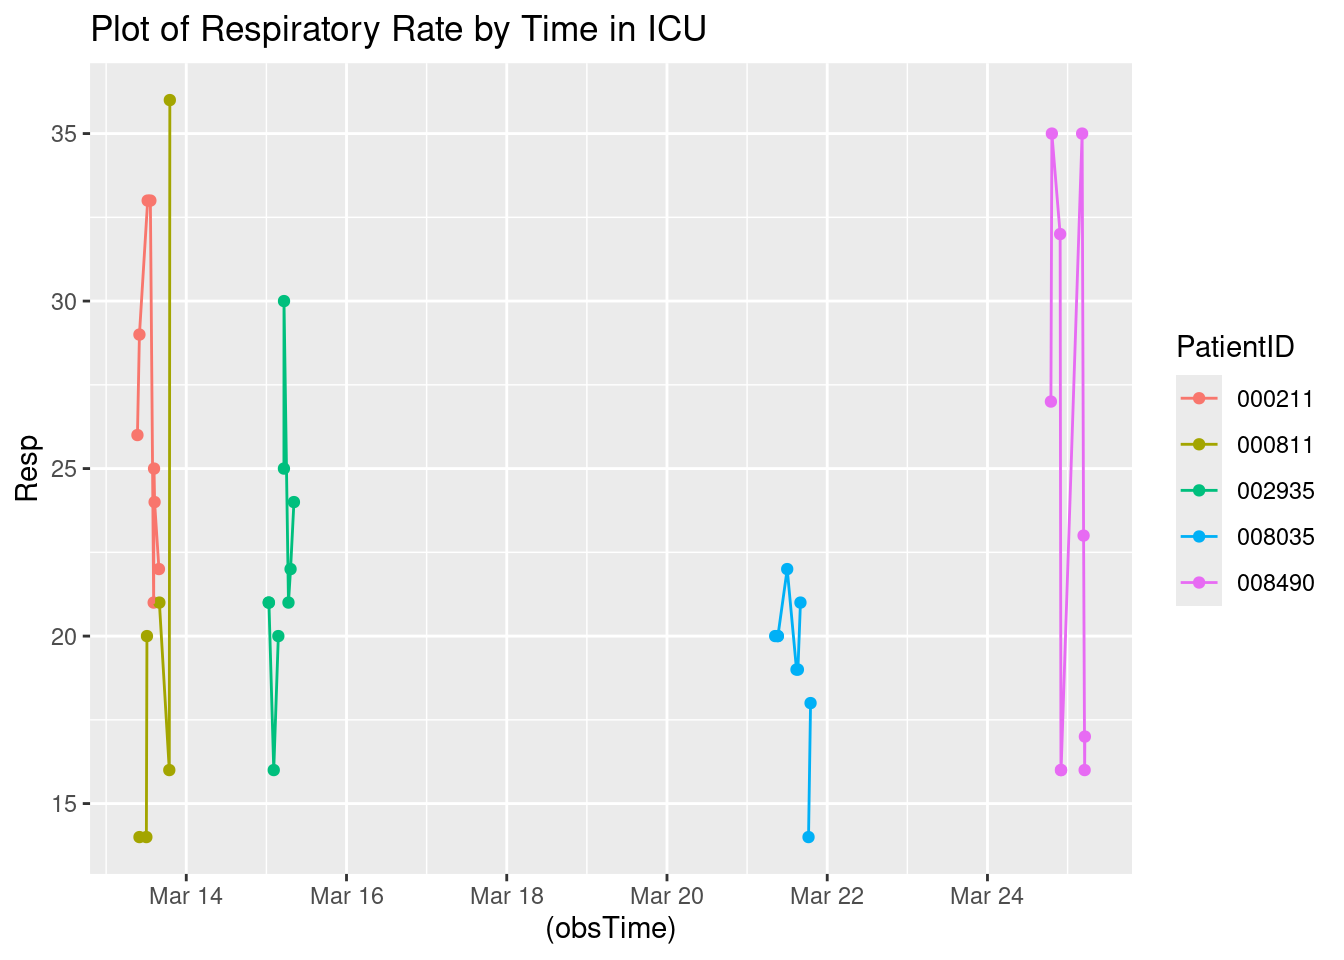 Plot of Respiratory Rate by Time in ICU
35
30
25
20
15
Resp
Mar 14
Mar 16
Mar 18
Mar 20
Mar 22
Mar 24
(obsTime)
PatientID
000211
000811
002935
008035
008490